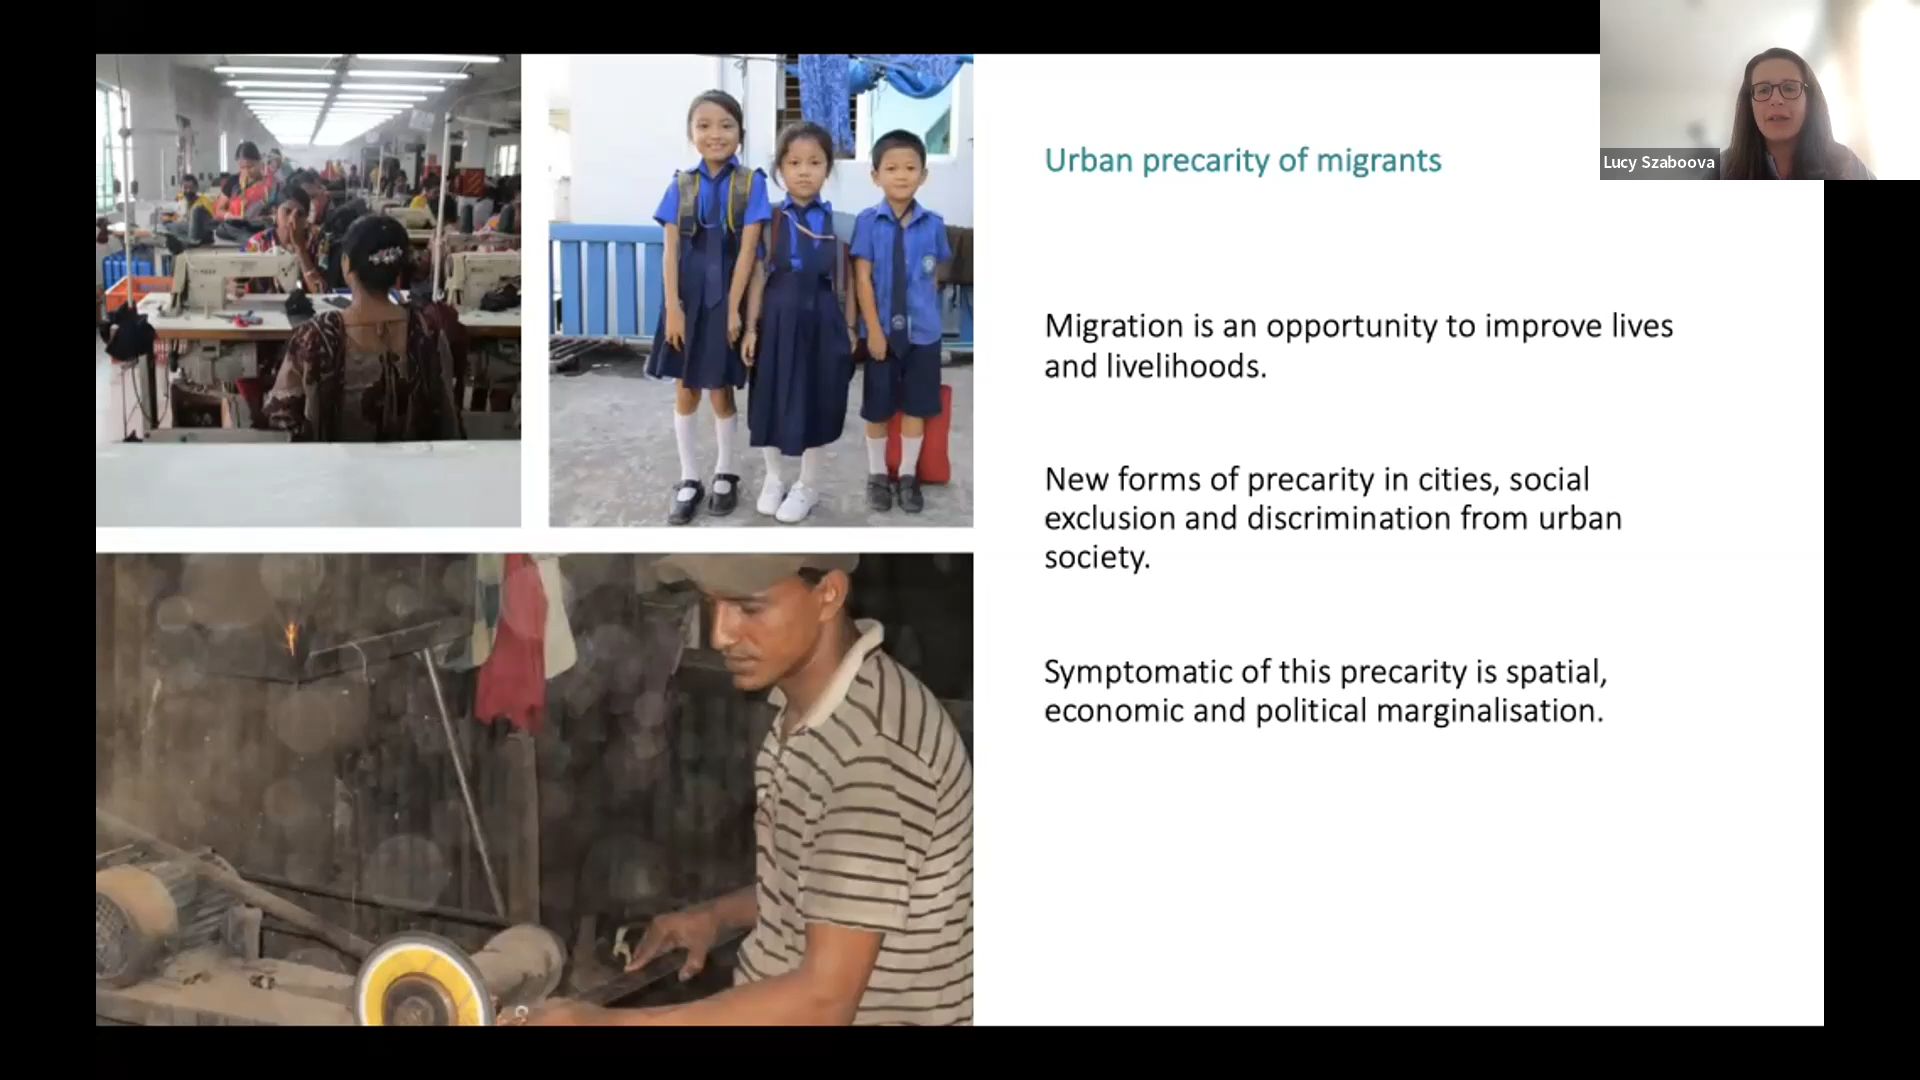 Urban precarity of migrants
Lucy Szaboova
Migration is an opportunity to improve lives
and livelihoods.
New forms of precarity in cities, social
exclusion and discrimination from urban
society.
Symptomatic of this precarity is spatial,
economic and political marginalisation.